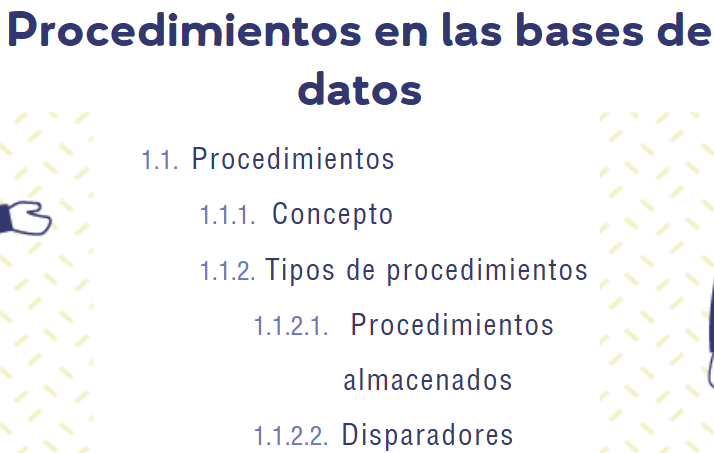 Procedimientos en las bases de
datos
1.1. Procedimientos
1.1.1. Concepto
1.1.2. Tipos de procedimientos
1.1.2.1. Procedimientos
almacenados
1.1.2.2. Disparadores